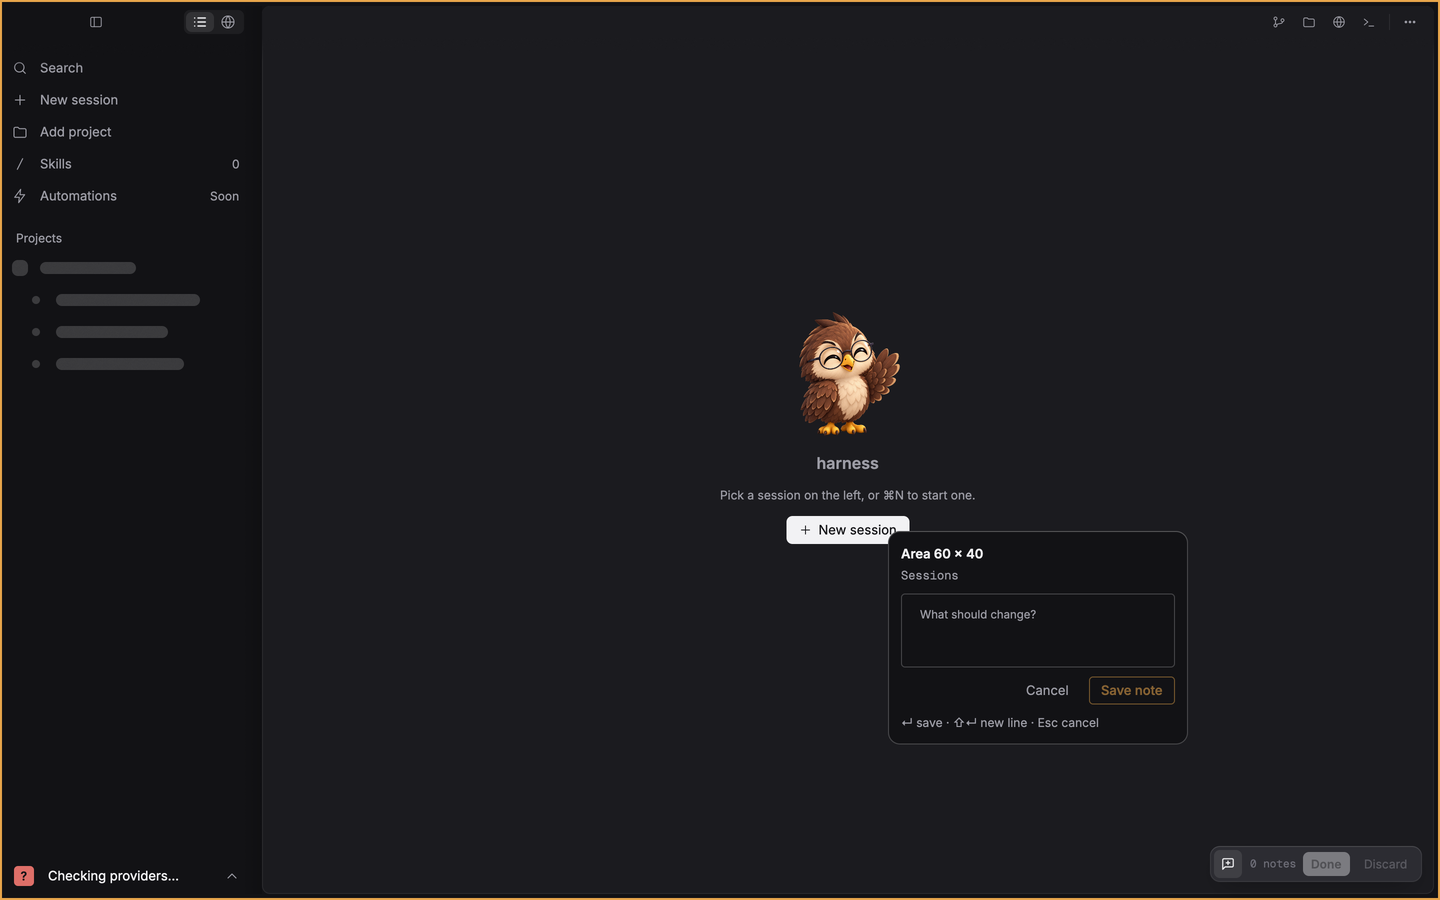 Search
New session
Add project
Skills 0
Automations Soon
Projects
harness
Pick a session on the left, or ⌘N to start one.
+ New session
Area 60 × 40
Sessions
What should change?
Cancel Save note
↵ save · ⇧↵ new line · Esc cancel
? Checking providers...
0 notes Done Discard